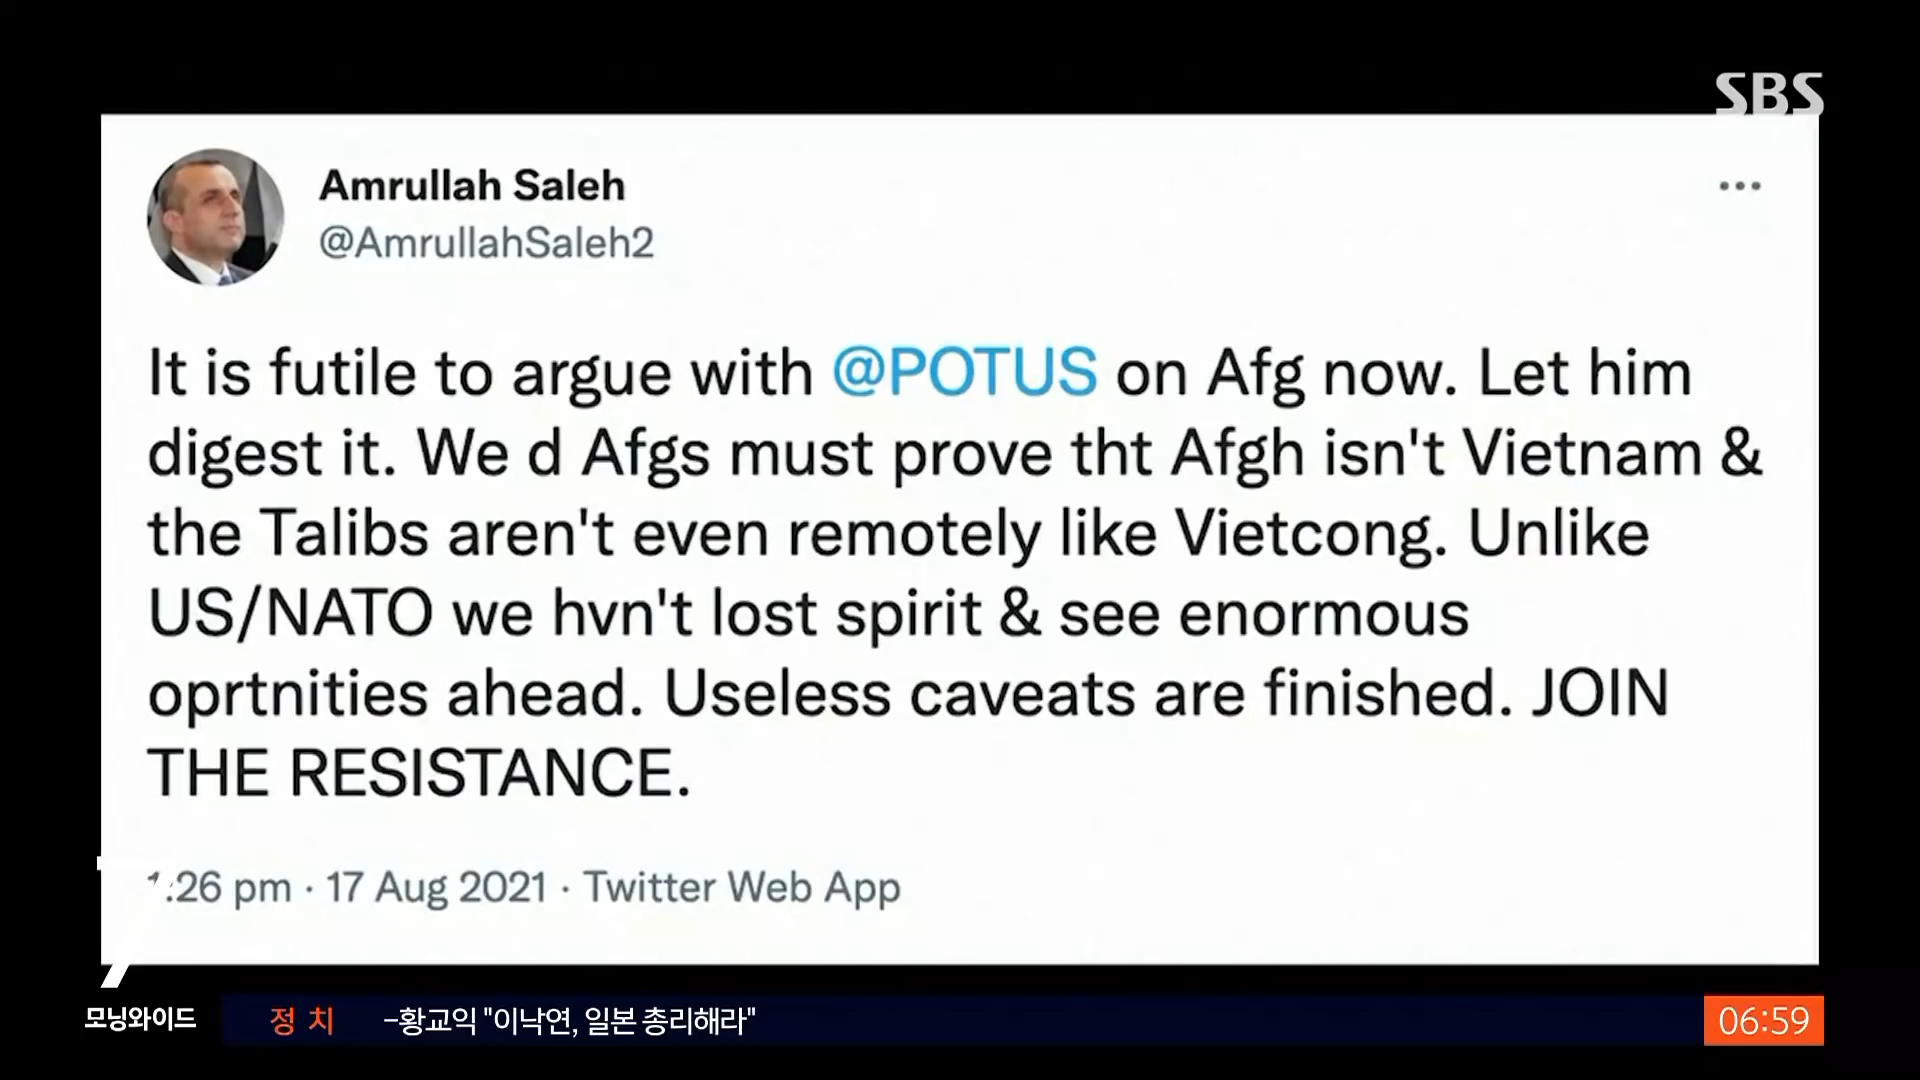 SBS
Amrullah Saleh
@AmrullahSaleh2
It is futile to argue with @POTUS on Afg now. Let him
digest it. We d Afgs must prove tht Afgh isn't Vietnam &
the Talibs aren't even remotely like Vietcong. Unlike
US/NATO we hvn't lost spirit & see enormous
oprtnities ahead. Useless caveats are finished. JOIN
THE RESISTANCE.
:26 pm · 17 Aug 2021 · Twitter Web App
7
모닝와이드 정 치 -황교익 "이낙연, 일본 총리해라" 06:59